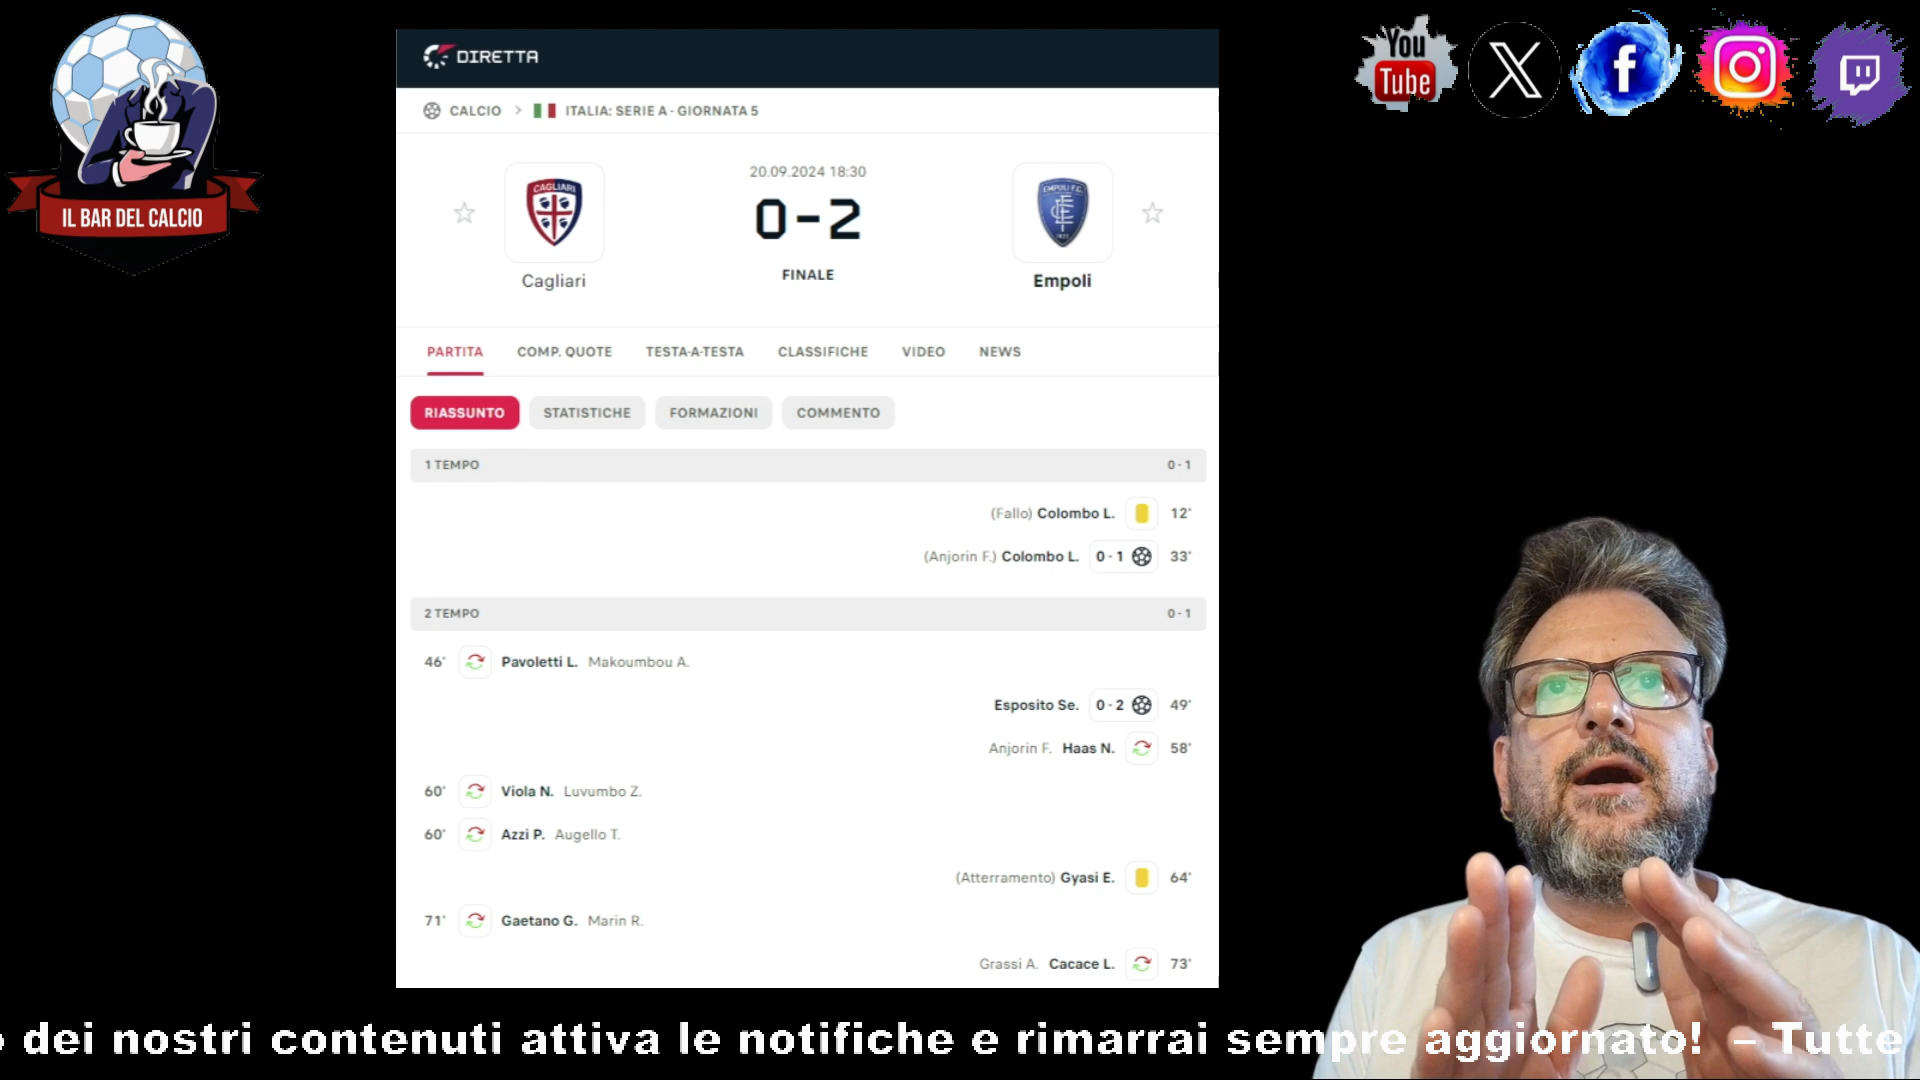 DIRETTA
CALCIO > ITALIA: SERIE A - GIORNATA 5
20.09.2024 18:30
0-2
FINALE
CAGLIARI
Cagliari
EMPOLI F.C.
Empoli
PARTITA COMP. QUOTE TESTA-A-TESTA CLASSIFICHE VIDEO NEWS
RIASSUNTO STATISTICHE FORMAZIONI COMMENTO
1 TEMPO 0 - 1
(Fallo) Colombo L. 12'
(Anjorin F.) Colombo L. 0 - 1 33'
2 TEMPO 0 - 1
46' Pavoletti L. Makoumbou A.
Esposito Se. 0 - 2 49'
Anjorin F. Haas N. 58'
60' Viola N. Luvumbo Z.
60' Azzi P. Augello T.
(Atterramento) Gyasi E. 64'
71' Gaetano G. Marin R.
Grassi A. Cacace L. 73'
IL BAR DEL CALCIO
You
Tube
X
f
dei nostri contenuti attiva le notifiche e rimarrai sempre aggiornato! – Tutte